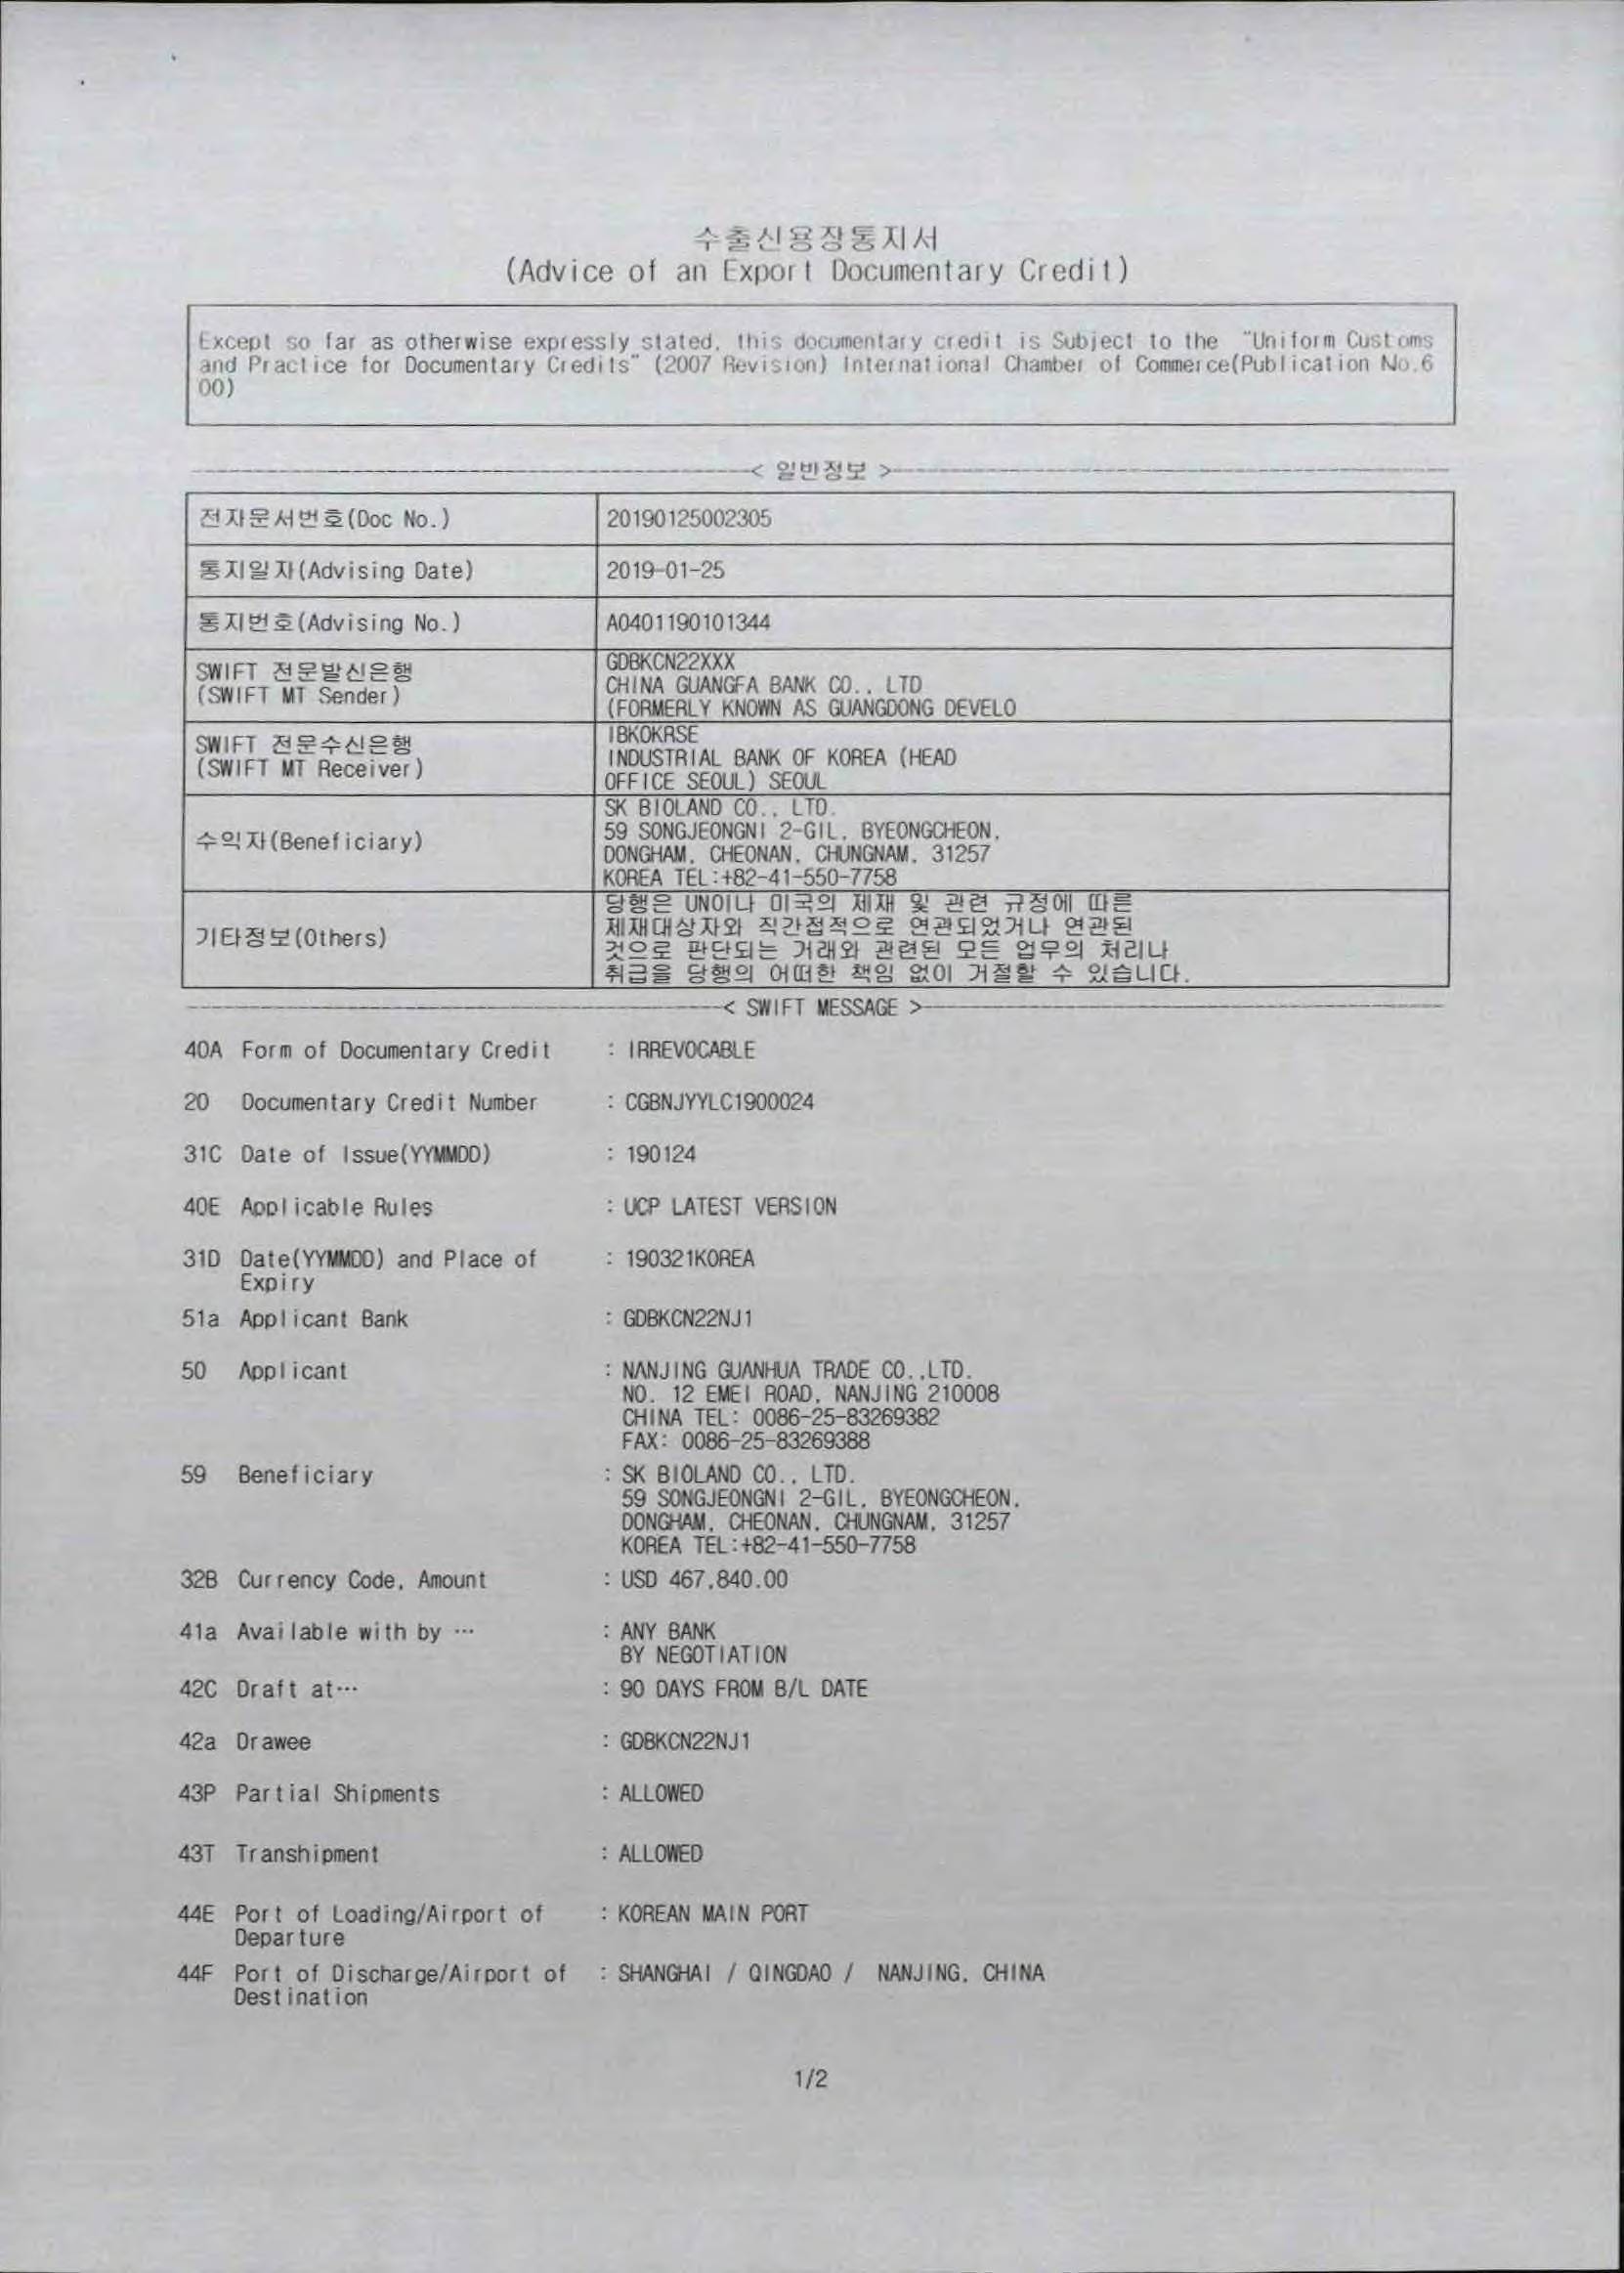 수출신용장통지서
(Advice of an Export Documentary Credit)
Except so far as otherwise expressly stated, this documentary credit is Subject to the "Uniform Customs
and Practice for Documentary Credits" (2007 Revision) International Chamber of Commerce(Publication No.6
00)
< 일반정보 >
전자문서번호(Doc No.) 20190125002305
통지일자(Advising Date) 2019-01-25
통지번호(Advising No.) A0401190101344
SWIFT 전문발신은행
(SWIFT MT Sender)
GDBKCN22XXX
CHINA GUANGFA BANK CO., LTD
(FORMERLY KNOWN AS GUANGDONG DEVELO
SWIFT 전문수신은행
(SWIFT MT Receiver)
IBKOKRSE
INDUSTRIAL BANK OF KOREA (HEAD
OFFICE SEOUL) SEOUL
수익자(Beneficiary)
SK BIOLAND CO., LTD.
59 SONGJEONGNI 2-GIL, BYEONGCHEON,
DONGHAM, CHEONAN, CHUNGNAM, 31257
KOREA TEL:+82-41-550-7758
기타정보(Others)
당행은 UN이나 미국의 제재 및 관련 규정에 따른
제재대상자와 직간접적으로 연관되었거나 연관된
것으로 판단되는 거래와 관련된 모든 업무의 처리나
취급을 당행의 어떠한 책임 없이 거절할 수 있습니다.
< SWIFT MESSAGE >
40A Form of Documentary Credit : IRREVOCABLE
20 Documentary Credit Number : CGBNJYYLC1900024
31C Date of Issue(YYMMDD) : 190124
40E Applicable Rules : UCP LATEST VERSION
31D Date(YYMMDD) and Place of : 190321KOREA
Expiry
51a Applicant Bank : GDBKCN22NJ1
50 Applicant : NANJING GUANHUA TRADE CO.,LTD.
NO. 12 EMEI ROAD, NANJING 210008
CHINA TEL: 0086-25-83269382
FAX: 0086-25-83269388
59 Beneficiary : SK BIOLAND CO., LTD.
59 SONGJEONGNI 2-GIL, BYEONGCHEON,
DONGHAM, CHEONAN, CHUNGNAM, 31257
KOREA TEL:+82-41-550-7758
32B Currency Code, Amount : USD 467,840.00
41a Available with by ··· : ANY BANK
BY NEGOTIATION
42C Draft at··· : 90 DAYS FROM B/L DATE
42a Drawee : GDBKCN22NJ1
43P Partial Shipments : ALLOWED
43T Transhipment : ALLOWED
44E Port of Loading/Airport of : KOREAN MAIN PORT
Departure
44F Port of Discharge/Airport of : SHANGHAI / QINGDAO / NANJING, CHINA
Destination
1/2